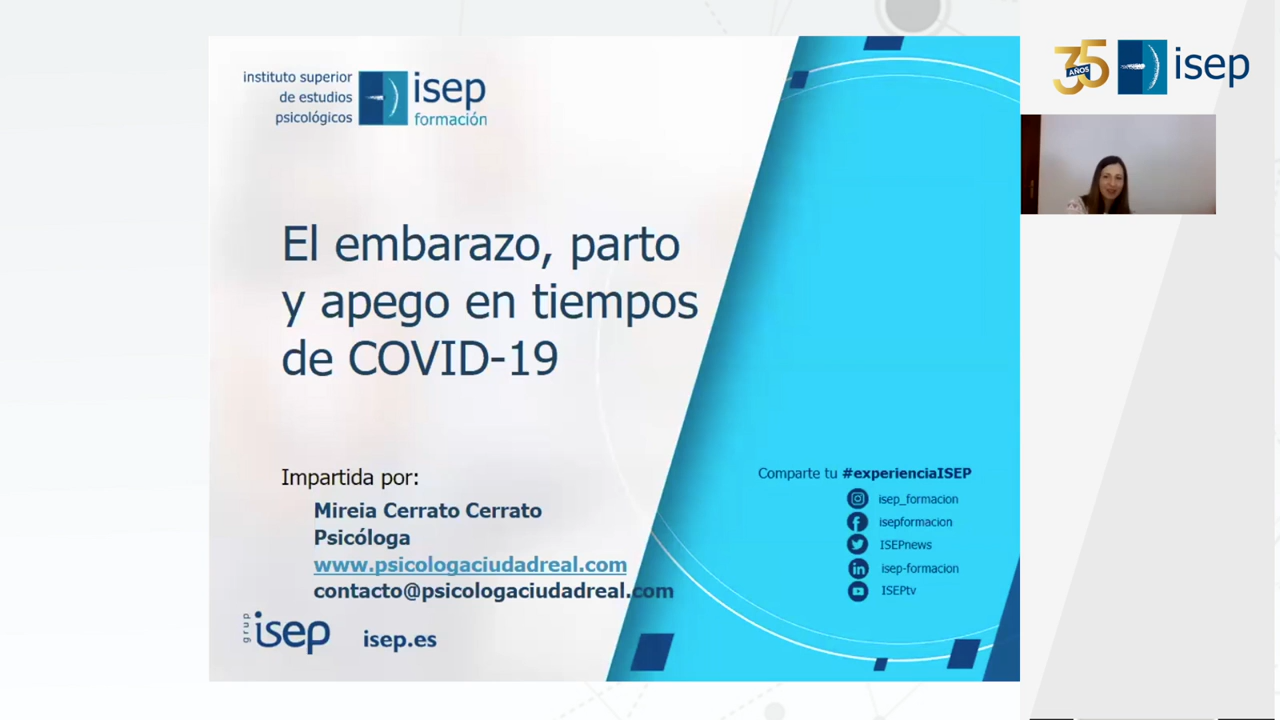 instituto superior
de estudios
psicológicos
isep
formación
35
AÑOS
isep
El embarazo, parto
y apego en tiempos
de COVID-19
Impartida por:
Mireia Cerrato Cerrato
Psicóloga
www.psicologaciudadreal.com
contacto@psicologaciudadreal.com
grup
isep
isep.es
Comparte tu #experienciaISEP
isep_formacion
isepformacion
ISEPnews
isep-formacion
ISEPtv